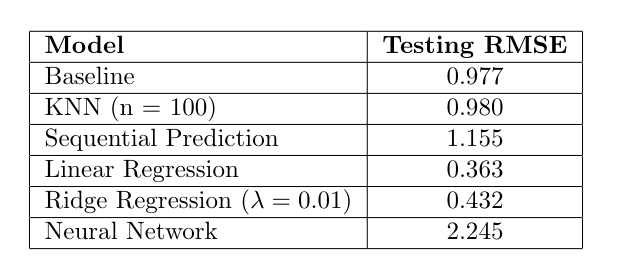 Model Testing RMSE
Baseline 0.977
KNN (n = 100) 0.980
Sequential Prediction 1.155
Linear Regression 0.363
Ridge Regression (λ = 0.01) 0.432
Neural Network 2.245